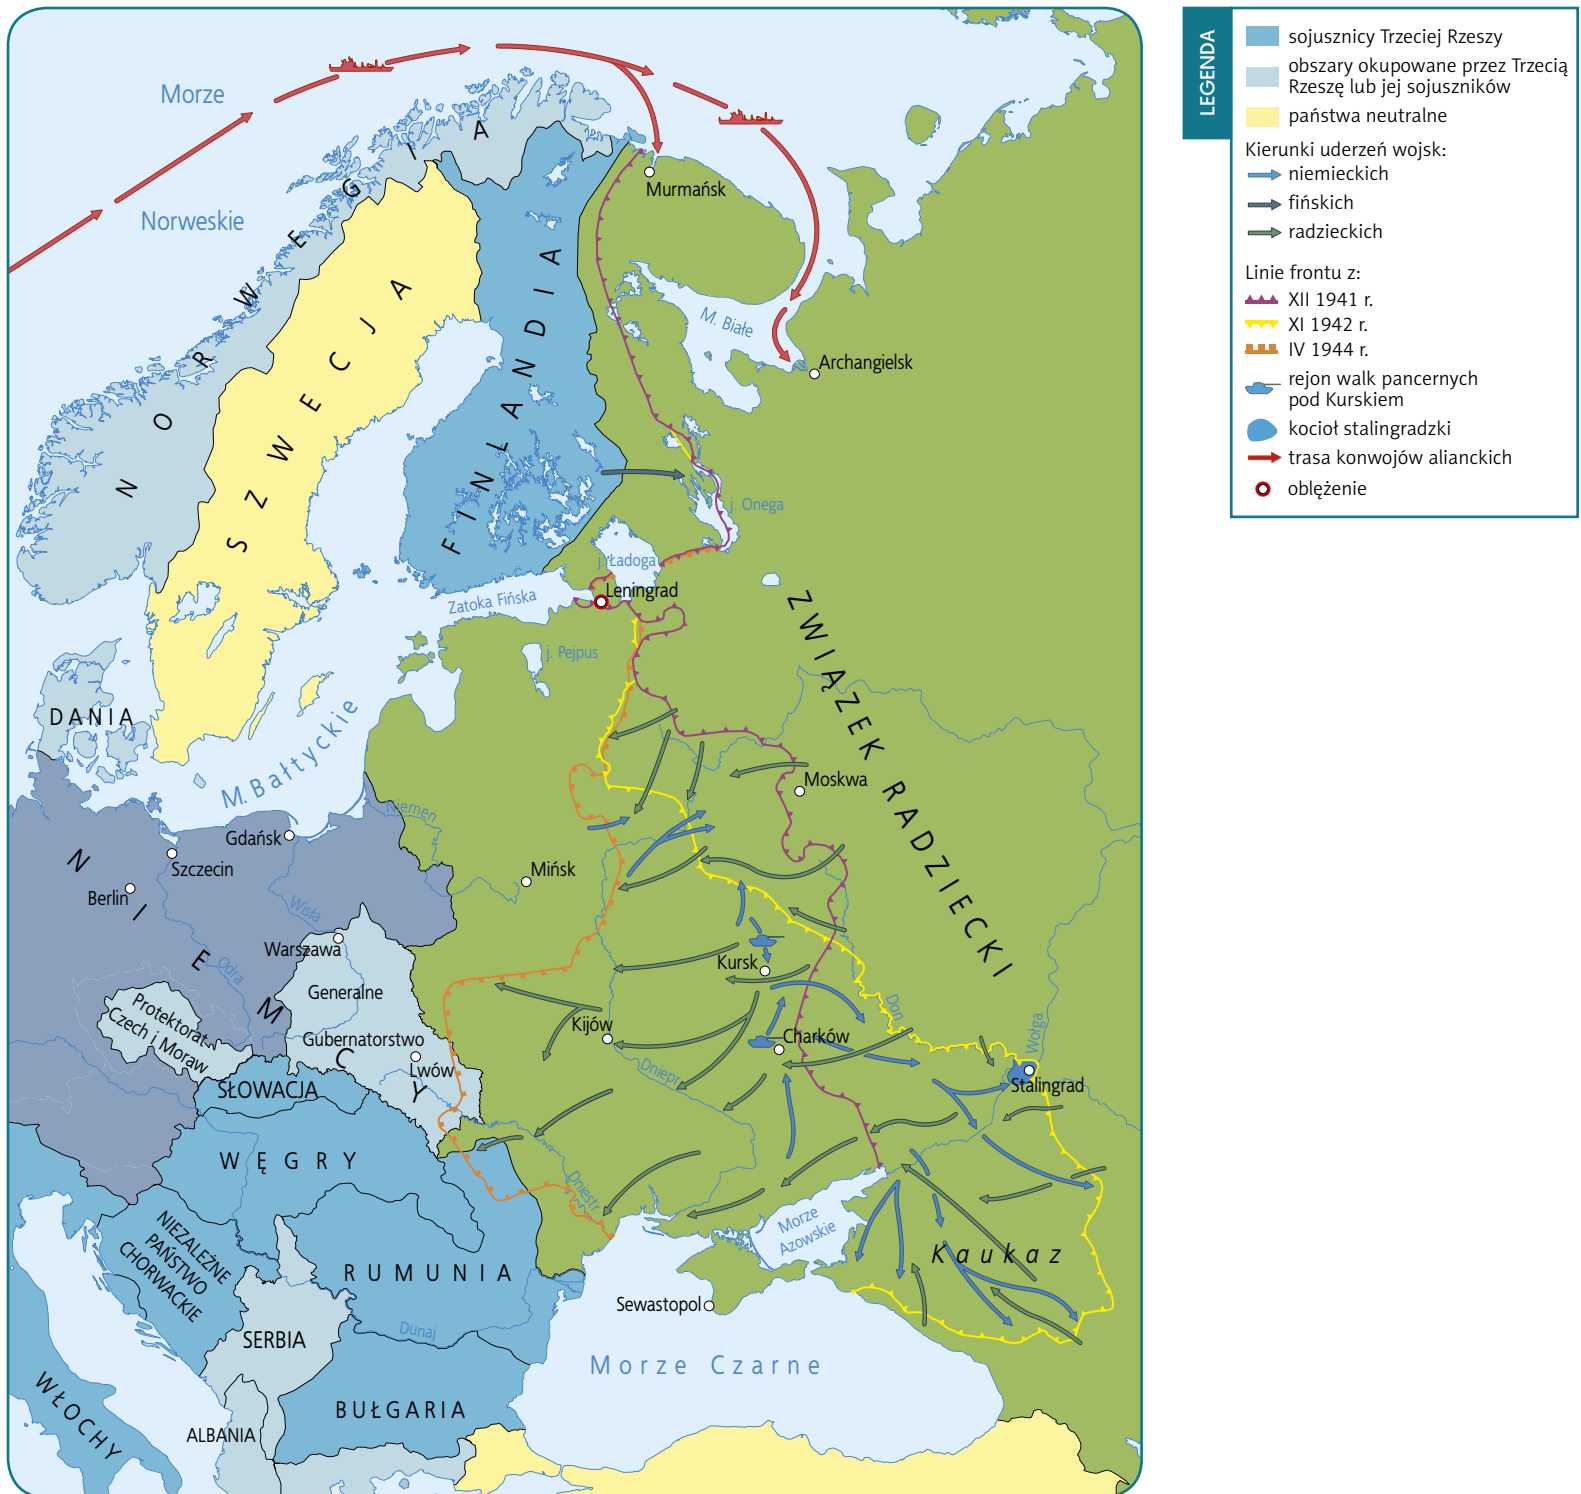 Morze
Norweskie
NORWEGIA
SZWECJA
FINLANDIA
Murmańsk
M. Białe
Archangielsk
j. Onega
j. Ładoga
Leningrad
Zatoka Fińska
j. Pejpus
ZWIĄZEK RADZIECKI
DANIA
M. Bałtyckie
Moskwa
Niemen
Gdańsk
Szczecin
Mińsk
Berlin
NIEMCY
Wisła
Warszawa
Odra
Kursk
Generalne
Gubernatorstwo
Protektorat
Czech i Moraw
Don
Kijów
Charków
Wołga
Lwów
Dniepr
Stalingrad
SŁOWACJA
WĘGRY
Dniestr
NIEZALEŻNE
PAŃSTWO
CHORWACKIE
Morze
Azowskie
Kaukaz
RUMUNIA
Sewastopol
Dunaj
SERBIA
Morze Czarne
WŁOCHY
BUŁGARIA
ALBANIA
LEGENDA
sojusznicy Trzeciej Rzeszy
obszary okupowane przez Trzecią
Rzeszę lub jej sojuszników
państwa neutralne
Kierunki uderzeń wojsk:
niemieckich
fińskich
radzieckich
Linie frontu z:
XII 1941 r.
XI 1942 r.
IV 1944 r.
rejon walk pancernych
pod Kurskiem
kocioł stalingradzki
trasa konwojów alianckich
oblężenie